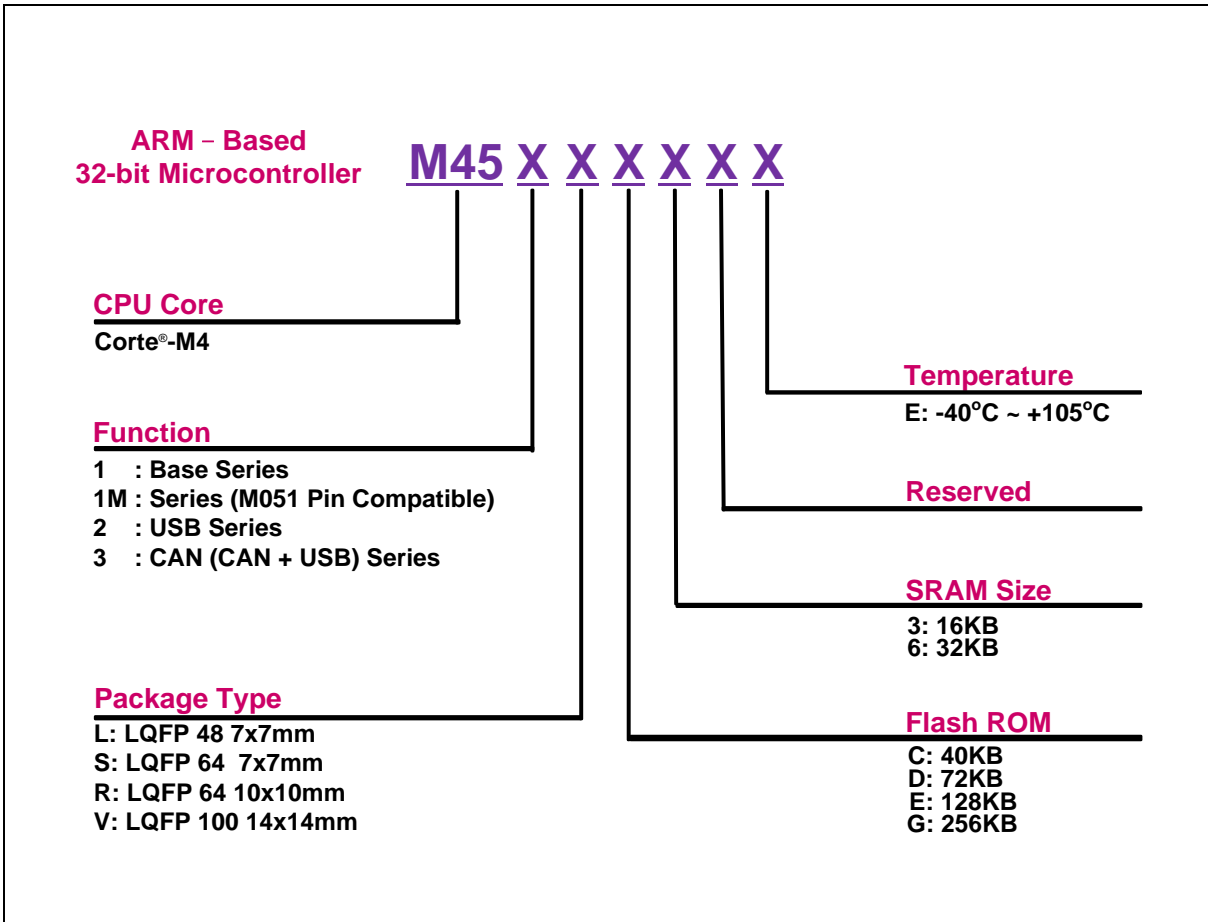 ARM – Based
32-bit Microcontroller
M45 X X X X X X
CPU Core
Corte®-M4
Function
1 : Base Series
1M : Series (M051 Pin Compatible)
2 : USB Series
3 : CAN (CAN + USB) Series
Package Type
L: LQFP 48 7x7mm
S: LQFP 64 7x7mm
R: LQFP 64 10x10mm
V: LQFP 100 14x14mm
Temperature
E: -40°C ~ +105°C
Reserved
SRAM Size
3: 16KB
6: 32KB
Flash ROM
C: 40KB
D: 72KB
E: 128KB
G: 256KB